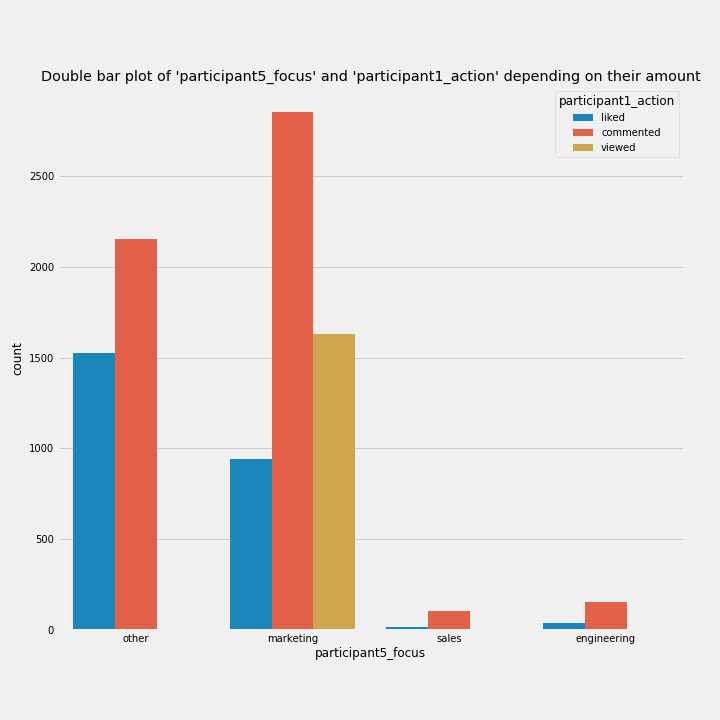 Double bar plot of 'participant5_focus' and 'participant1_action' depending on their amount
participant1_action
liked
commented
viewed
2500
2000
1500
1000
500
0
count
other marketing sales engineering
participant5_focus